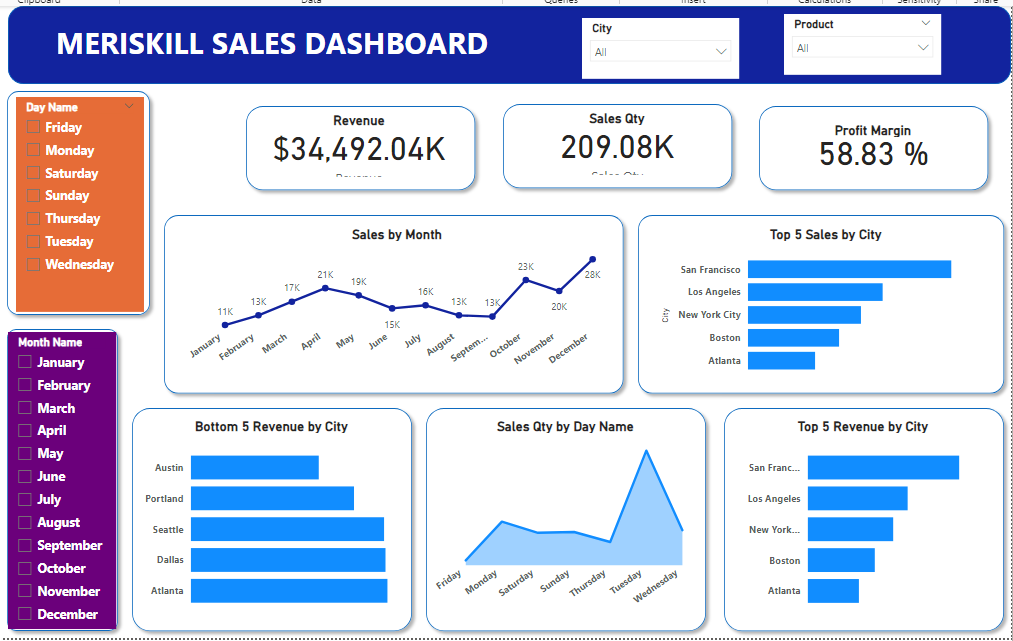 Clipboard Data Queries Insert Calculations Sensitivity Share
MERISKILL SALES DASHBOARD
City
All
Product
All
Day Name
Friday
Monday
Saturday
Sunday
Thursday
Tuesday
Wednesday
Revenue
$34,492.04K
Revenue
Sales Qty
209.08K
Sales Qty
Profit Margin
58.83 %
Sales by Month
11K
13K
17K
21K
19K
15K
16K
13K
13K
23K
20K
28K
January
February
March
April
May
June
July
August
Septem...
October
November
December
Top 5 Sales by City
City
San Francisco
Los Angeles
New York City
Boston
Atlanta
Month Name
January
February
March
April
May
June
July
August
September
October
November
December
Bottom 5 Revenue by City
Austin
Portland
Seattle
Dallas
Atlanta
Sales Qty by Day Name
Friday
Monday
Saturday
Sunday
Thursday
Tuesday
Wednesday
Top 5 Revenue by City
San Franc...
Los Angeles
New York...
Boston
Atlanta